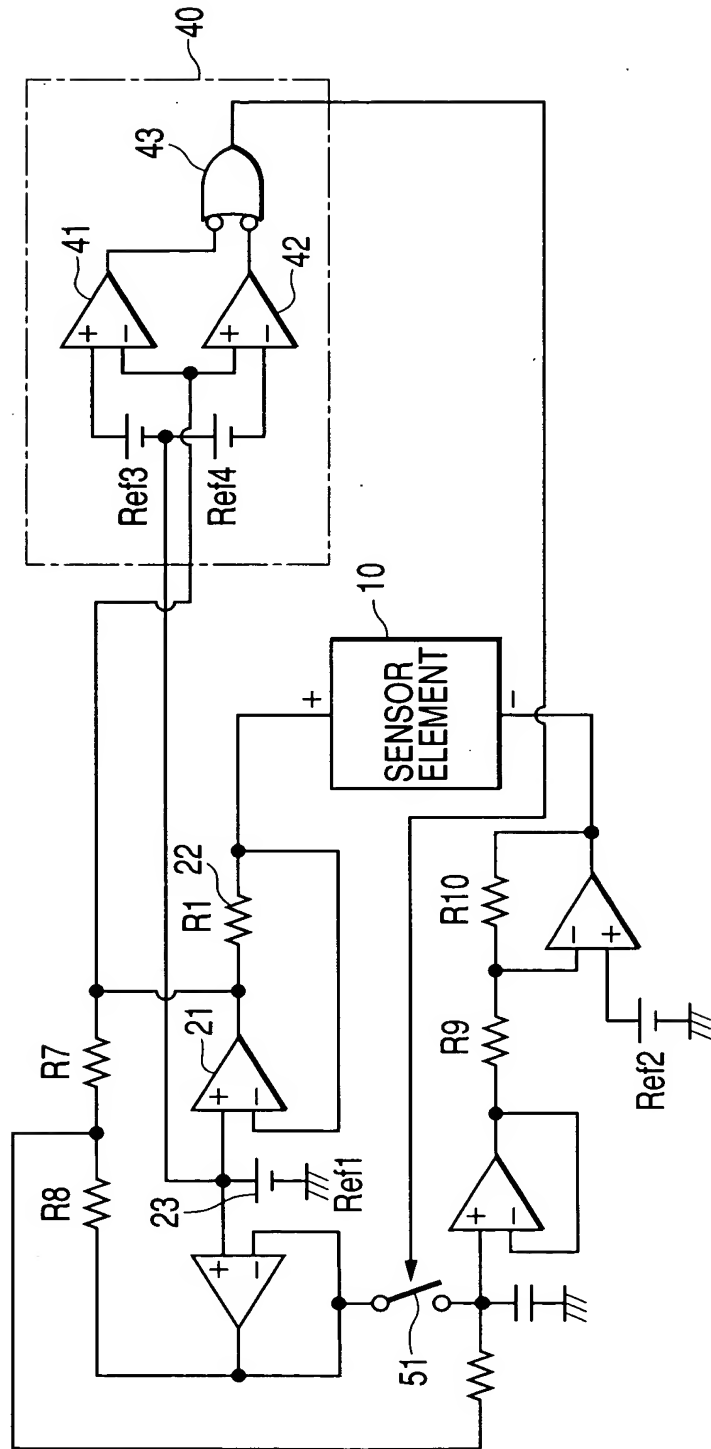 40
43
41
42
+
−
+
−
Ref3
Ref4
10
+
SENSOR
ELEMENT
−
R7
R8
22
R1
21
+
−
23
Ref1
+
−
51
R10
R9
−
+
Ref2
+
−